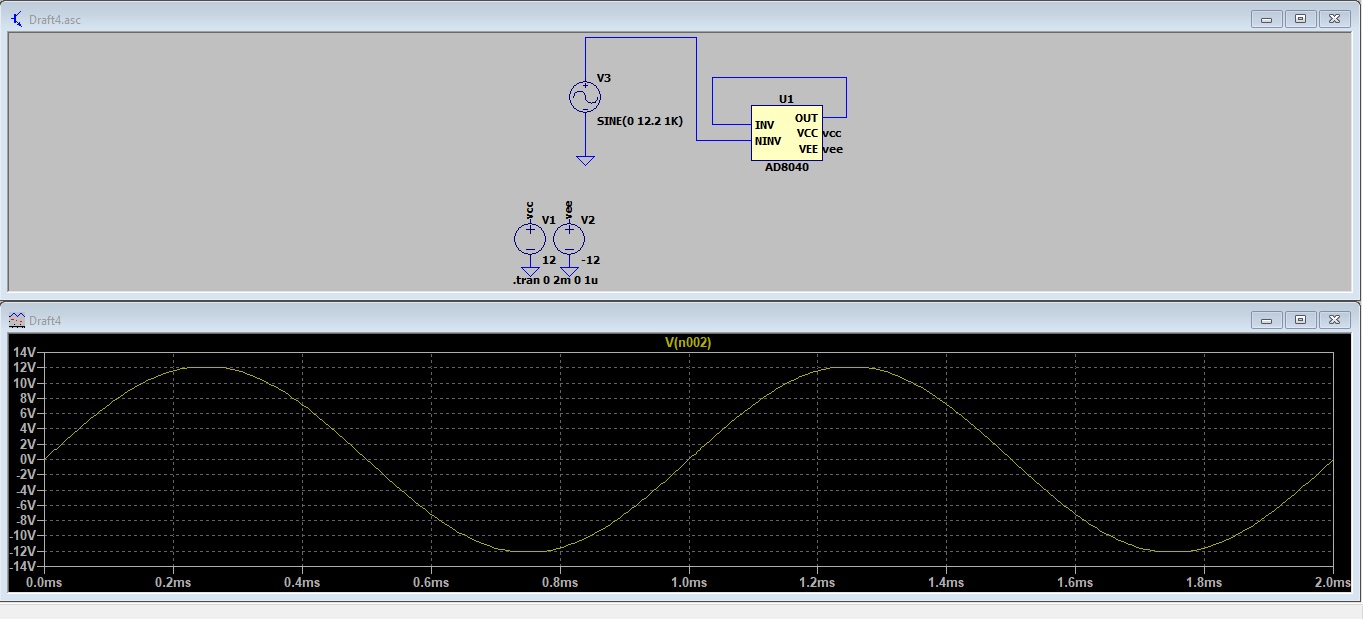 Draft4.asc
V3
SINE(0 12.2 1K)
U1
INV
OUT
VCC
vcc
NINV
VEE
vee
AD8040
vcc
vee
V1
V2
12
-12
.tran 0 2m 0 1u
Draft4
V(n002)
14V
12V
10V
8V
6V
4V
2V
0V
-2V
-4V
-6V
-8V
-10V
-12V
-14V
0.0ms 0.2ms 0.4ms 0.6ms 0.8ms 1.0ms 1.2ms 1.4ms 1.6ms 1.8ms 2.0ms